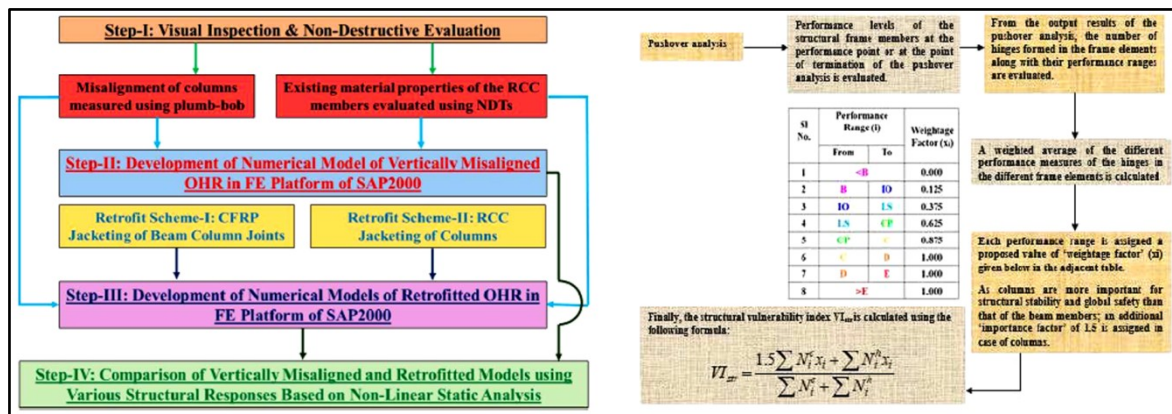 Step-I: Visual Inspection & Non-Destructive Evaluation
Misalignment of columns
measured using plumb-bob
Existing material properties of the RCC
members evaluated using NDTs
Step-II: Development of Numerical Model of Vertically Misaligned
OHR in FE Platform of SAP2000
Retrofit Scheme-I: CFRP
Jacketing of Beam Column Joints
Retrofit Scheme-II: RCC
Jacketing of Columns
Step-III: Development of Numerical Models of Retrofitted OHR in
FE Platform of SAP2000
Step-IV: Comparison of Vertically Misaligned and Retrofitted Models using
Various Structural Responses Based on Non-Linear Static Analysis
Pushover analysis
Performance levels of the
structural frame members at the
performance point or at the point
of termination of the pushover
analysis is evaluated.
From the output results of the
pushover analysis, the number of
hinges formed in the frame elements
along with their performance ranges
are evaluated.
A weighted average of the different
performance measures of the hinges in
the different frame elements is calculated
Each performance range is assigned a
proposed value of 'weightage factor' (xi)
given below in the adjacent table.
As columns are more important for
structural stability and global safety than
that of the beam members; an additional
'importance factor' of 1.5 is assigned in
case of columns.
Sl No. Performance Range (i) Weightage Factor (xi)
From To
1 <B 0.000
2 B IO 0.125
3 IO LS 0.375
4 LS CP 0.625
5 CP C 0.875
6 C D 1.000
7 D E 1.000
8 >E 1.000
Finally, the structural vulnerability index VIstr is calculated using the
following formula:
VIstr = (1.5∑Nᵢᶜxᵢ + ∑Nᵢʰxᵢ) / (∑Nᵢᶜ + ∑Nᵢʰ)